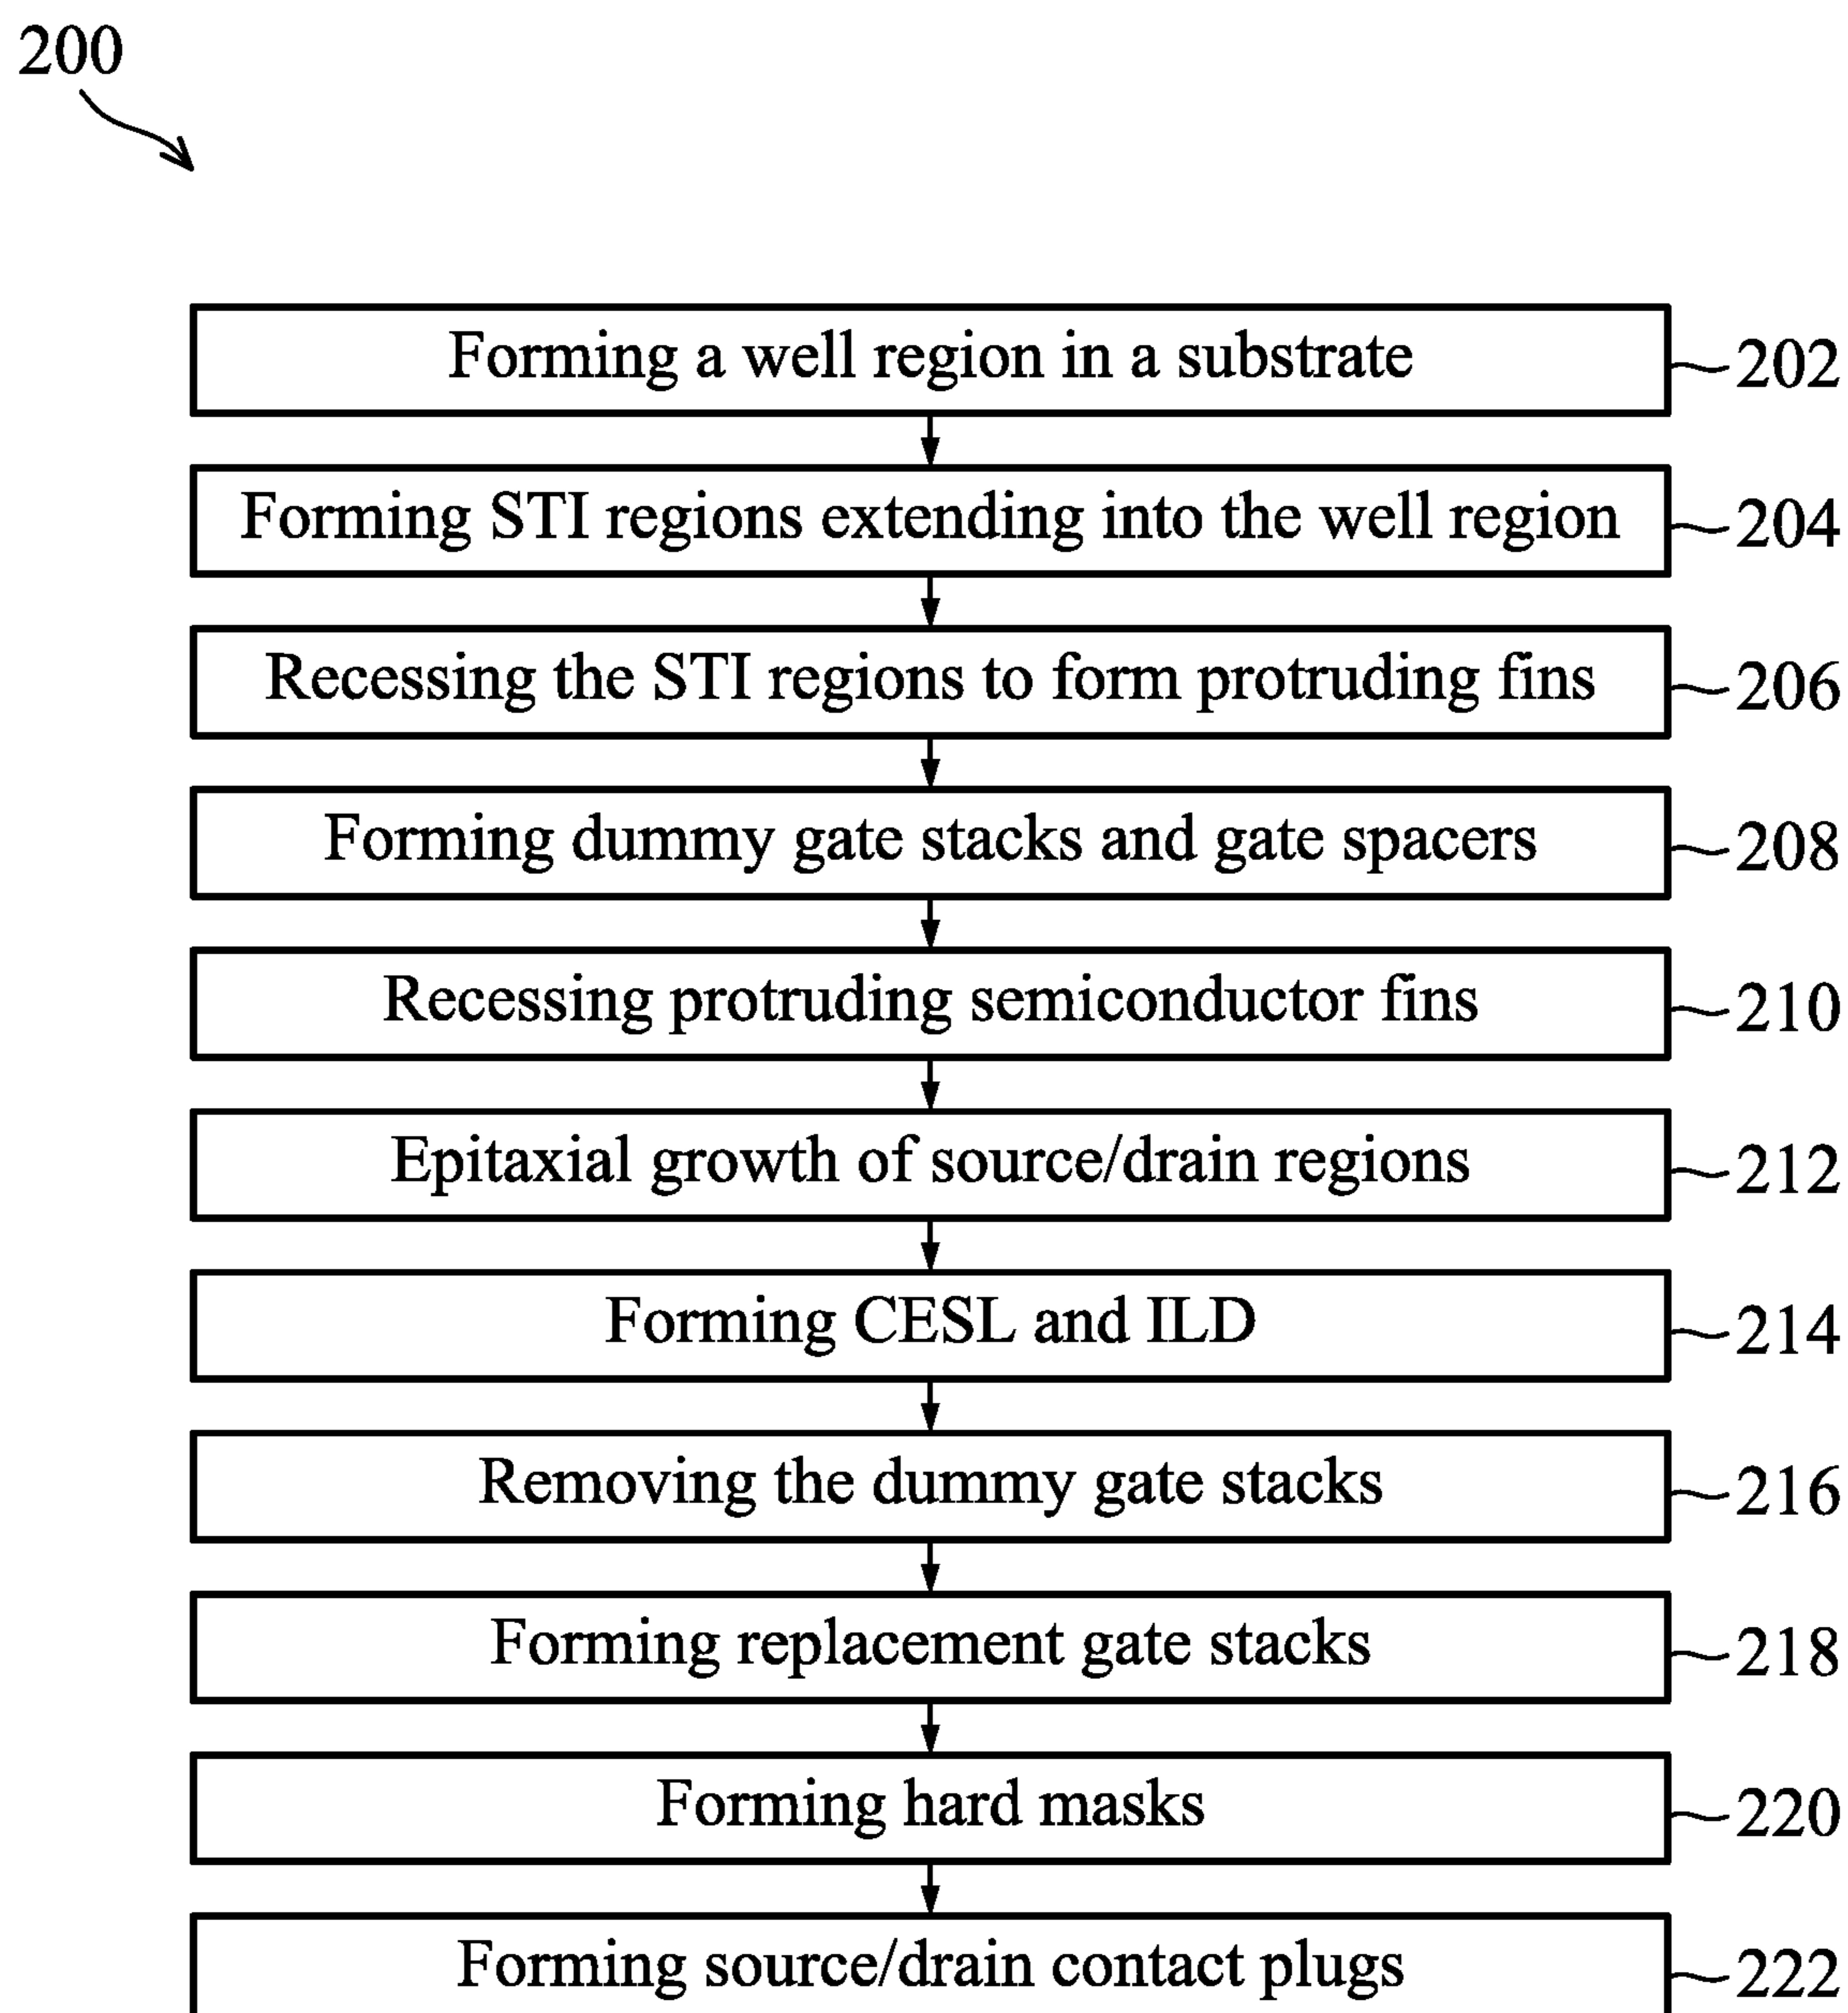 200
Forming a well region in a substrate 202
Forming STI regions extending into the well region 204
Recessing the STI regions to form protruding fins 206
Forming dummy gate stacks and gate spacers 208
Recessing protruding semiconductor fins 210
Epitaxial growth of source/drain regions 212
Forming CESL and ILD 214
Removing the dummy gate stacks 216
Forming replacement gate stacks 218
Forming hard masks 220
Forming source/drain contact plugs 222